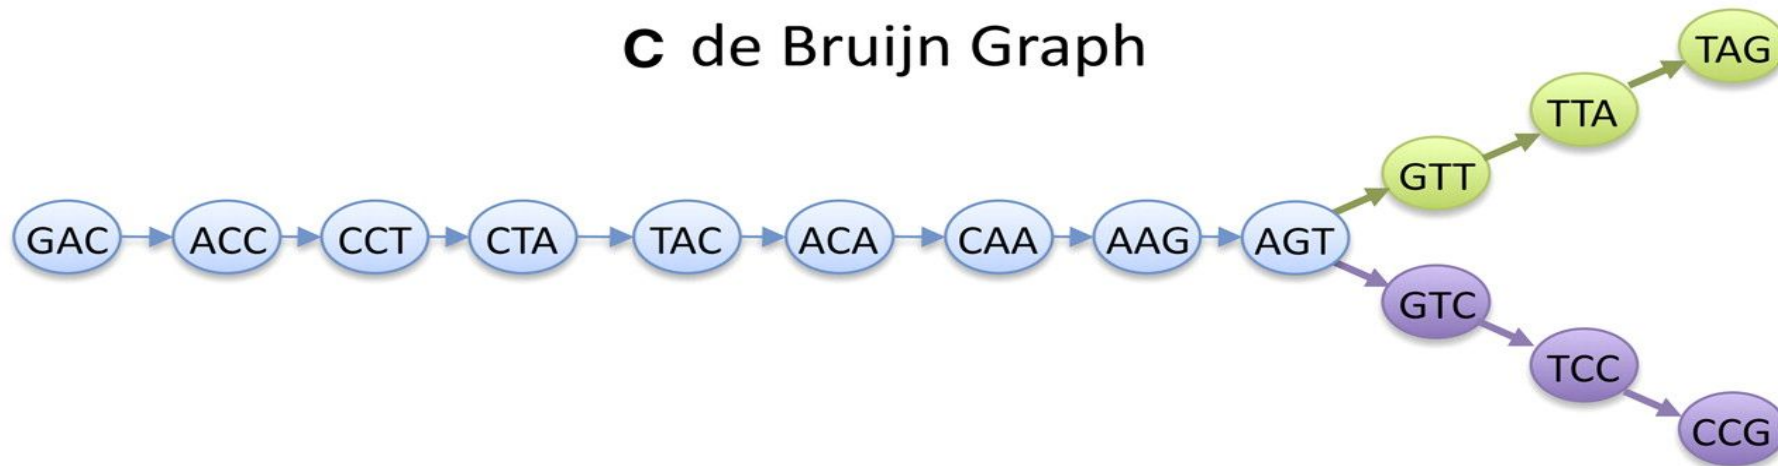 C de Bruijn Graph
TAG
TTA
GTT
GAC ACC CCT CTA TAC ACA CAA AAG AGT
GTC
TCC
CCG